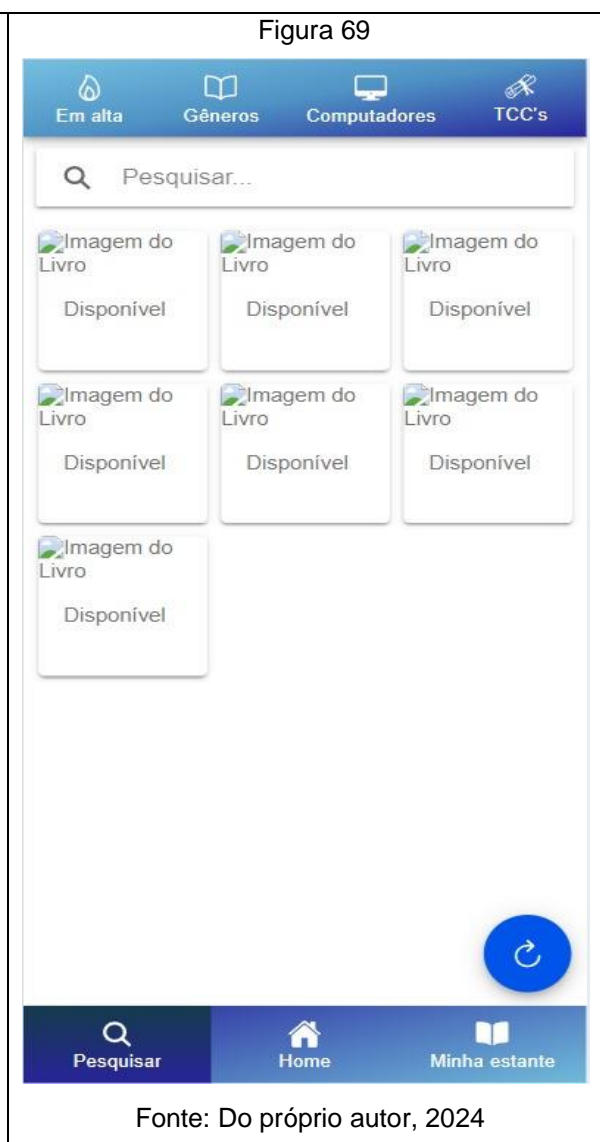 Figura 69
Em alta Gêneros Computadores TCC's
Pesquisar...
Imagem do Imagem do Imagem do
Livro Livro Livro
Disponível Disponível Disponível
Imagem do Imagem do Imagem do
Livro Livro Livro
Disponível Disponível Disponível
Imagem do
Livro
Disponível
Pesquisar Home Minha estante
Fonte: Do próprio autor, 2024